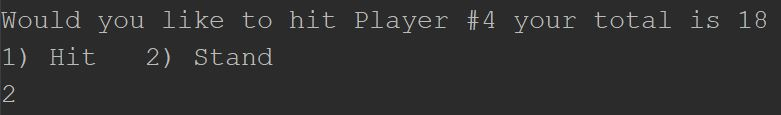 Would you like to hit Player #4 your total is 18
1) Hit   2) Stand
2